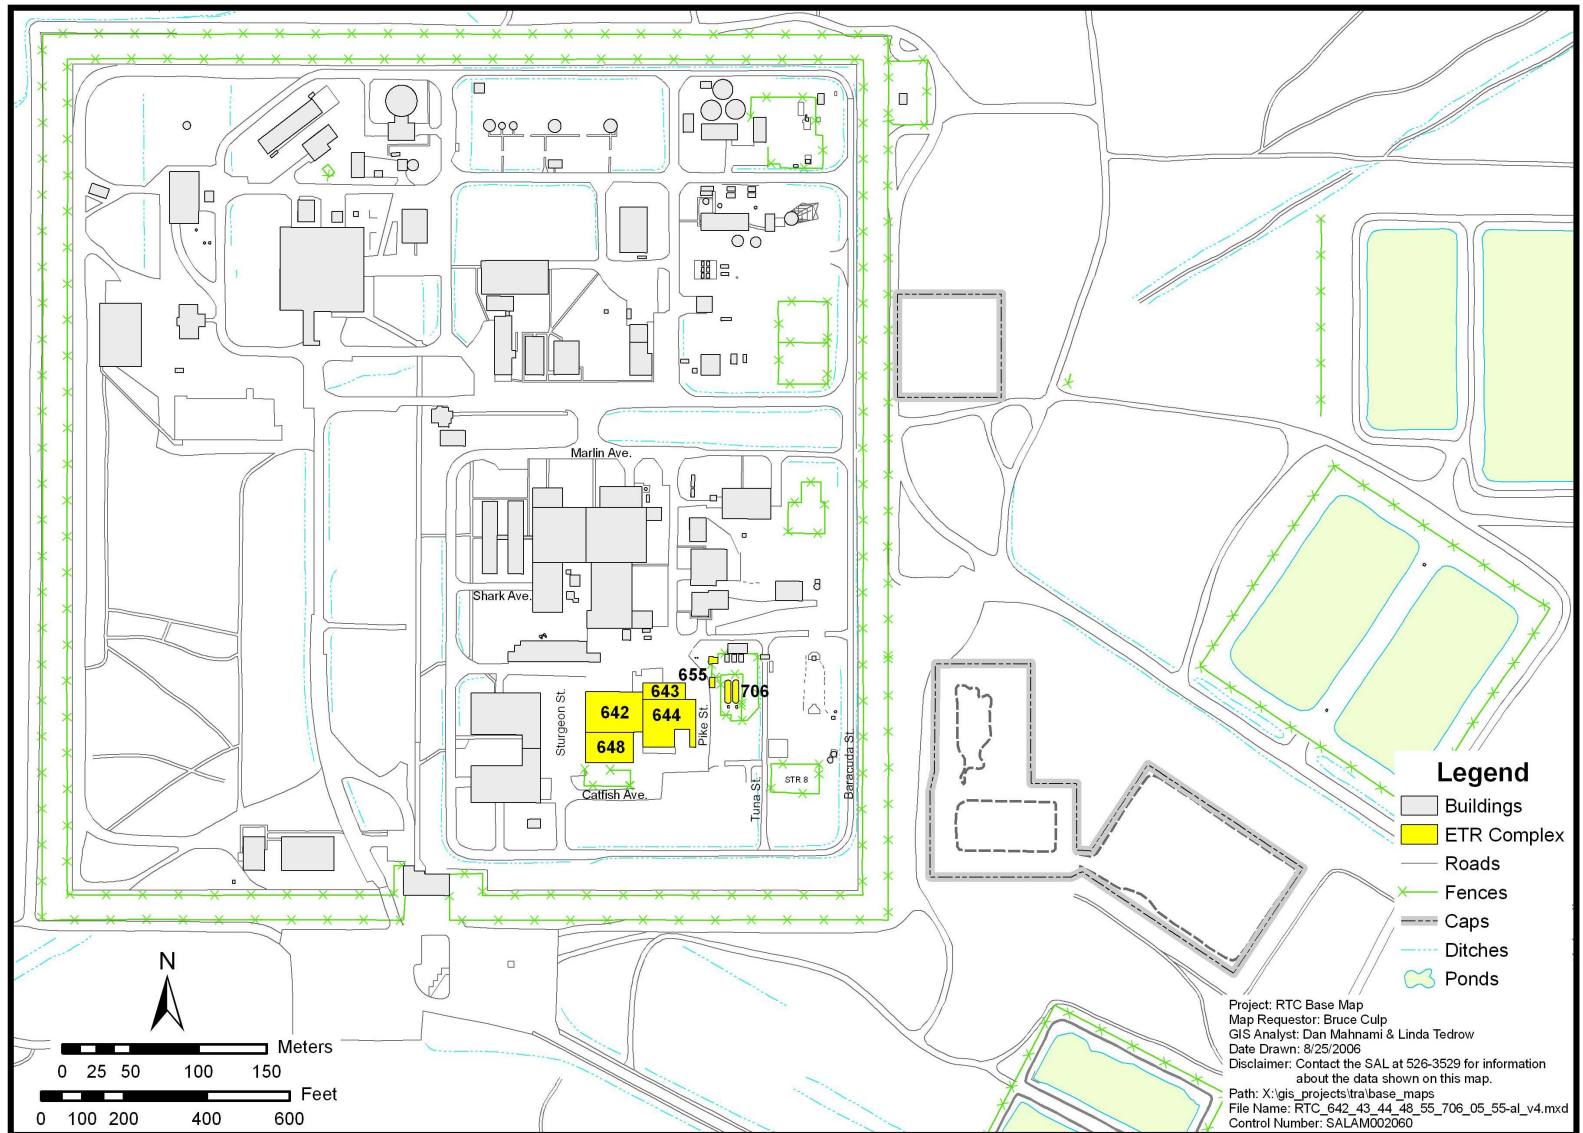 Marlin Ave.
Shark Ave.
655
643
706
642
644
Sturgeon St.
Pike St.
648
STR 8
Catfish Ave.
Tuna St.
Baracuda St.
Legend
Buildings
ETR Complex
Roads
Fences
Caps
Ditches
Ponds
N
Meters
0 25 50 100 150
Feet
0 100 200 400 600
Project: RTC Base Map
Map Requestor: Bruce Culp
GIS Analyst: Dan Mahnami & Linda Tedrow
Date Drawn: 8/25/2006
Disclaimer: Contact the SAL at 526-3529 for information
about the data shown on this map.
Path: X:\gis_projects\tra\base_maps
File Name: RTC_642_43_44_48_55_706_05_55-al_v4.mxd
Control Number: SALAM002060